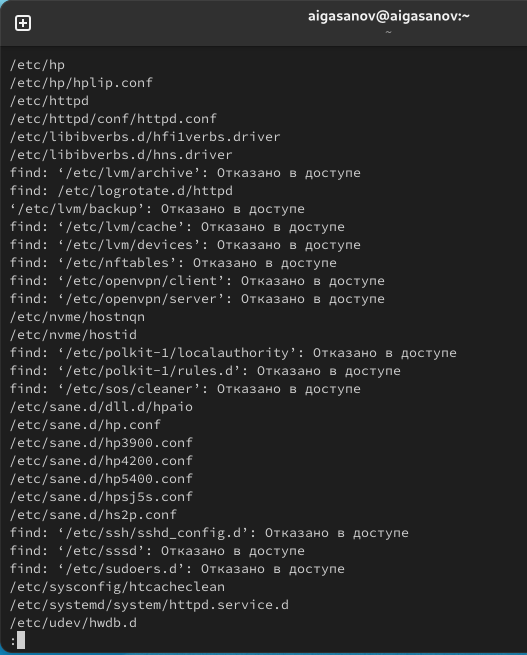 aigasanov@aigasanov:~
~
/etc/hp
/etc/hp/hplip.conf
/etc/httpd
/etc/httpd/conf/httpd.conf
/etc/libibverbs.d/hfi1verbs.driver
/etc/libibverbs.d/hns.driver
find: ‘/etc/lvm/archive’: Отказано в доступе
find: /etc/logrotate.d/httpd
‘/etc/lvm/backup’: Отказано в доступе
find: ‘/etc/lvm/cache’: Отказано в доступе
find: ‘/etc/lvm/devices’: Отказано в доступе
find: ‘/etc/nftables’: Отказано в доступе
find: ‘/etc/openvpn/client’: Отказано в доступе
find: ‘/etc/openvpn/server’: Отказано в доступе
/etc/nvme/hostnqn
/etc/nvme/hostid
find: ‘/etc/polkit-1/localauthority’: Отказано в доступе
find: ‘/etc/polkit-1/rules.d’: Отказано в доступе
find: ‘/etc/sos/cleaner’: Отказано в доступе
/etc/sane.d/dll.d/hpaio
/etc/sane.d/hp.conf
/etc/sane.d/hp3900.conf
/etc/sane.d/hp4200.conf
/etc/sane.d/hp5400.conf
/etc/sane.d/hpsj5s.conf
/etc/sane.d/hs2p.conf
find: ‘/etc/ssh/sshd_config.d’: Отказано в доступе
find: ‘/etc/sssd’: Отказано в доступе
find: ‘/etc/sudoers.d’: Отказано в доступе
/etc/sysconfig/htcacheclean
/etc/systemd/system/httpd.service.d
/etc/udev/hwdb.d
: